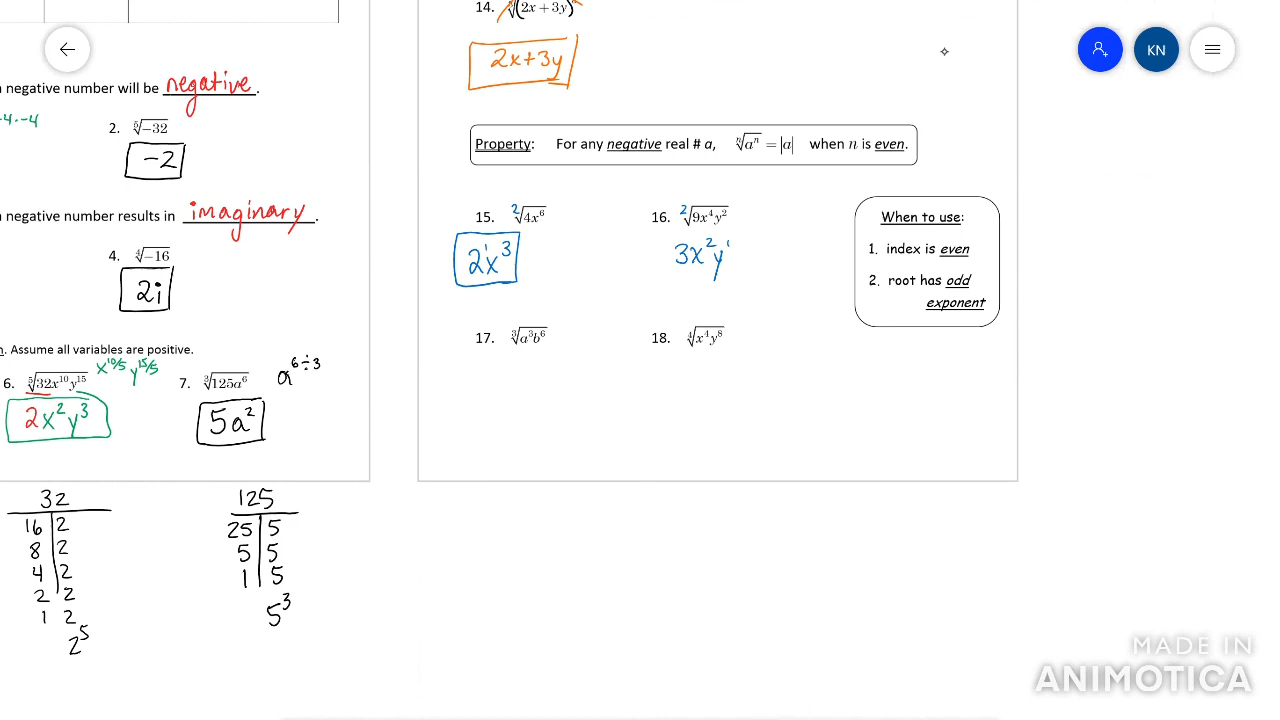 n negative number will be negative.
-4 · -4
2. ⁵√−32
−2
n negative number results in imaginary.
4. ⁴√−16
2i
n. Assume all variables are positive.
6. ⁵√32x¹⁰y¹⁵ x^10/5 y^15/5
2x²y³
7. ³√125a⁶ a^6÷3
5a²
32
16 | 2
8 | 2
4 | 2
2 2
1 2
2⁵
125
25 | 5
5 | 5
1 | 5
5³
14. (2x + 3y)
2x+3y
Property: For any negative real # a, ⁿ√aⁿ = |a| when n is even.
15. ²√4x⁶
2x¹ ³
16. ²√9x⁴y²
3x²y¹
17. ³√a³b⁶
18. ⁴√x⁴y⁸
When to use:
1. index is even
2. root has odd
exponent
KN
MADE IN
ANIMOTICA